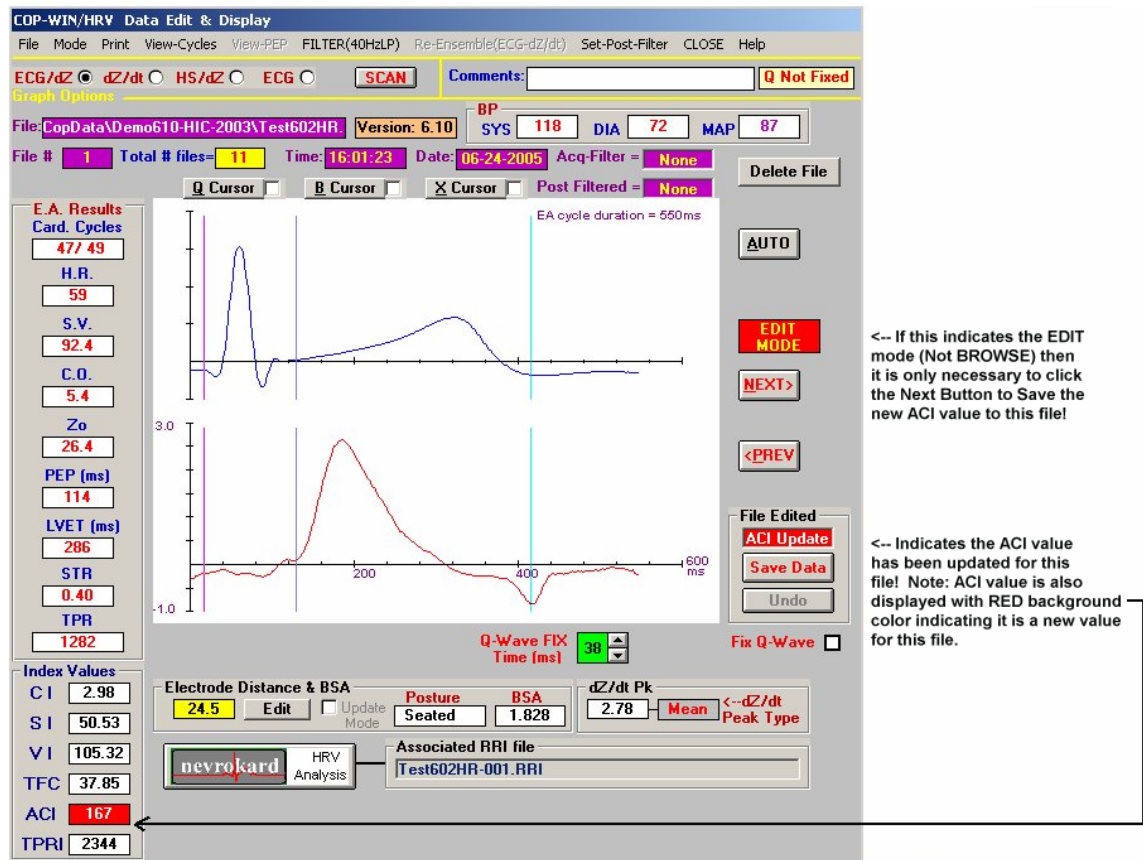 COP-WIN/HRV Data Edit & Display
File Mode Print View-Cycles View-PEP FILTER(40HzLP) Re-Ensemble(ECG-dZ/dt) Set-Post-Filter CLOSE Help
ECG/dZ dZ/dt HS/dZ ECG SCAN Comments: Q Not Fixed
Graph Options
BP
File: CopData\Demo610-HIC-2003\Test602HR. Version: 6.10 SYS 118 DIA 72 MAP 87
File # 1 Total # files= 11 Time: 16:01:23 Date: 06-24-2005 Acq-Filter = None
Delete File
Q Cursor B Cursor X Cursor Post Filtered = None
E.A. Results
Card. Cycles
47/ 49
H.R.
59
S.V.
92.4
C.O.
5.4
Zo
26.4
PEP (ms)
114
LVET (ms)
286
STR
0.40
TPR
1282
EA cycle duration = 550ms
3.0
200
400
600
ms
-1.0
AUTO
EDIT
MODE
NEXT>
<PREV
File Edited
ACI Update
Save Data
Undo
<-- If this indicates the EDIT
mode (Not BROWSE) then
it is only necessary to click
the Next Button to Save the
new ACI value to this file!
<-- Indicates the ACI value
has been updated for this
file! Note: ACI value is also
displayed with RED background
color indicating it is a new value
for this file.
Q-Wave FIX
Time (ms)
38
Fix Q-Wave
Index Values
C I 2.98
S I 50.53
V I 105.32
TFC 37.85
ACI 167
TPRI 2344
Electrode Distance & BSA
24.5 Edit Update
Mode
Posture
Seated
BSA
1.828
dZ/dt Pk
2.78 Mean <--dZ/dt
Peak Type
nevrokard HRV
Analysis
Associated RRI file
Test602HR-001.RRI